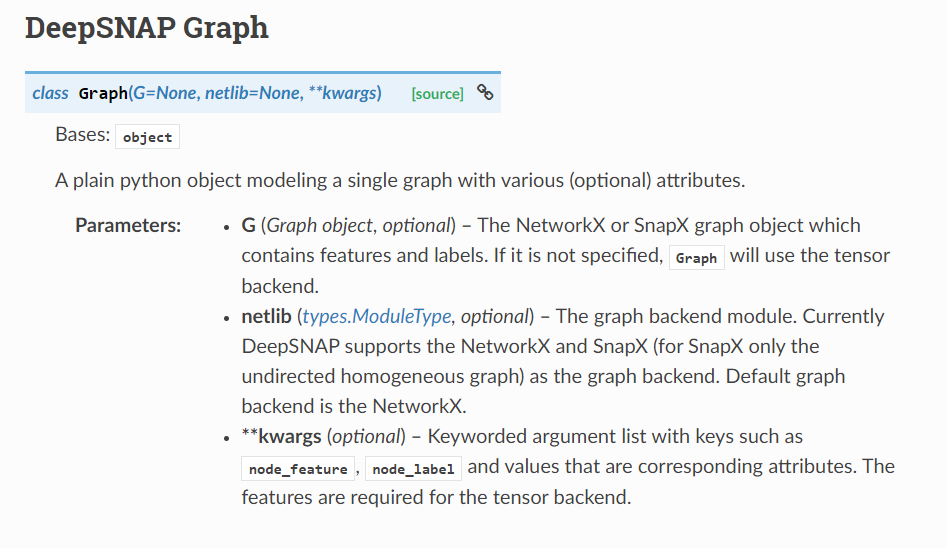 DeepSNAP Graph
class Graph(G=None, netlib=None, **kwargs) [source]
Bases: object
A plain python object modeling a single graph with various (optional) attributes.
Parameters:
• G (Graph object, optional) – The NetworkX or SnapX graph object which
contains features and labels. If it is not specified, Graph will use the tensor
backend.
• netlib (types.ModuleType, optional) – The graph backend module. Currently
DeepSNAP supports the NetworkX and SnapX (for SnapX only the
undirected homogeneous graph) as the graph backend. Default graph
backend is the NetworkX.
• **kwargs (optional) – Keyworded argument list with keys such as
node_feature, node_label and values that are corresponding attributes. The
features are required for the tensor backend.